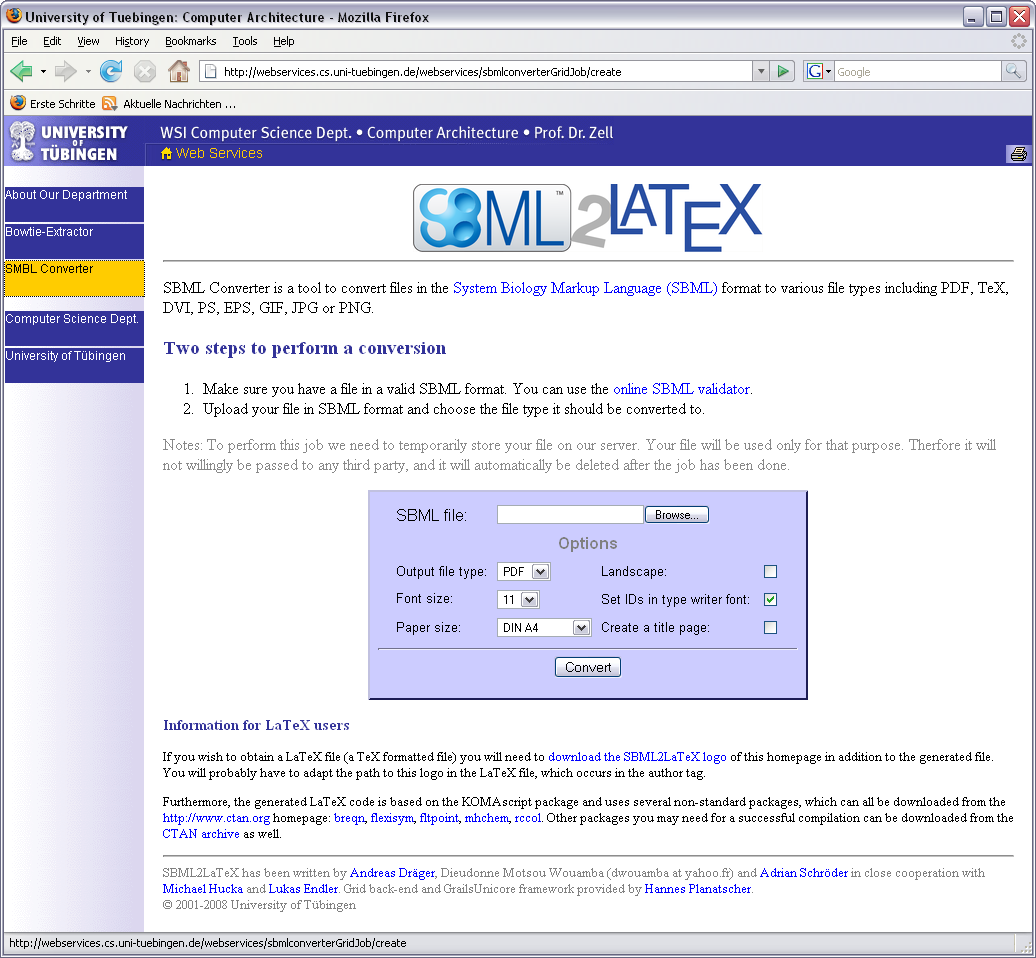 University of Tuebingen: Computer Architecture - Mozilla Firefox
File Edit View History Bookmarks Tools Help
http://webservices.cs.uni-tuebingen.de/webservices/sbmlconverterGridJob/create
G Google
Erste Schritte Aktuelle Nachrichten ...
UNIVERSITY
OF
TÜBINGEN
WSI Computer Science Dept. • Computer Architecture • Prof. Dr. Zell
Web Services
About Our Department
Bowtie-Extractor
SMBL Converter
Computer Science Dept.
University of Tübingen
SBML™2LATEX
SBML Converter is a tool to convert files in the System Biology Markup Language (SBML) format to various file types including PDF, TeX,
DVI, PS, EPS, GIF, JPG or PNG.
Two steps to perform a conversion
1. Make sure you have a file in a valid SBML format. You can use the online SBML validator.
2. Upload your file in SBML format and choose the file type it should be converted to.
Notes: To perform this job we need to temporarily store your file on our server. Your file will be used only for that purpose. Therfore it will
not willingly be passed to any third party, and it will automatically be deleted after the job has been done.
SBML file: Browse...
Options
Output file type: PDF Landscape:
Font size: 11 Set IDs in type writer font:
Paper size: DIN A4 Create a title page:
Convert
Information for LaTeX users
If you wish to obtain a LaTeX file (a TeX formatted file) you will need to download the SBML2LaTeX logo of this homepage in addition to the generated file.
You will probably have to adapt the path to this logo in the LaTeX file, which occurs in the author tag.
Furthermore, the generated LaTeX code is based on the KOMAscript package and uses several non-standard packages, which can all be downloaded from the
http://www.ctan.org homepage: breqn, flexisym, fltpoint, mhchem, rccol. Other packages you may need for a successful compilation can be downloaded from the
CTAN archive as well.
SBML2LaTeX has been written by Andreas Dräger, Dieudonne Motsou Wouamba (dwouamba at yahoo.fr) and Adrian Schröder in close cooperation with
Michael Hucka and Lukas Endler. Grid back-end and GrailsUnicore framework provided by Hannes Planatscher.
© 2001-2008 University of Tübingen
http://webservices.cs.uni-tuebingen.de/webservices/sbmlconverterGridJob/create